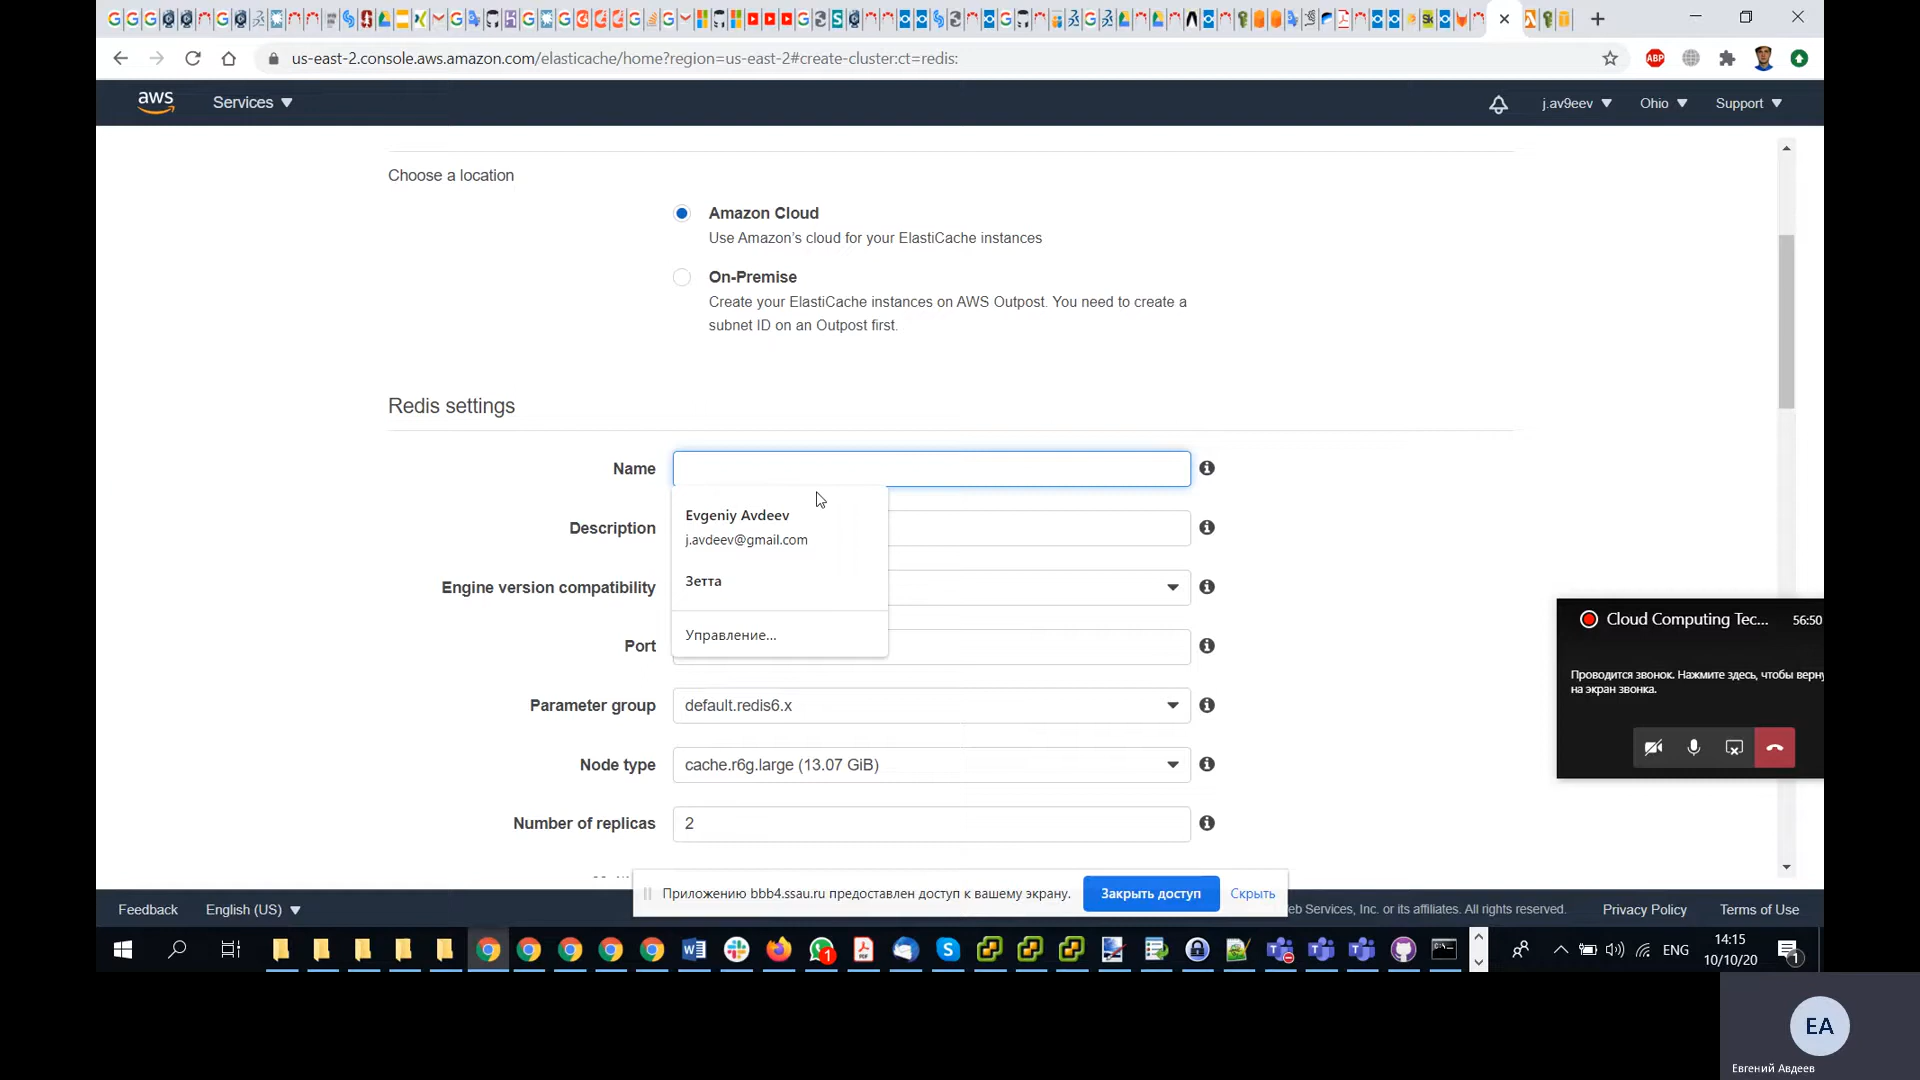 us-east-2.console.aws.amazon.com/elasticache/home?region=us-east-2#create-cluster:ct=redis:
ABP
aws
Services
j.av9eev
Ohio
Support
Choose a location
Amazon Cloud
Use Amazon's cloud for your ElastiCache instances
On-Premise
Create your ElastiCache instances on AWS Outpost. You need to create a
subnet ID on an Outpost first.
Redis settings
Name
Evgeniy Avdeev
j.avdeev@gmail.com
Description
Зетта
Engine version compatibility
Управление...
Port
Cloud Computing Tec...
56:50
Проводится звонок. Нажмите здесь, чтобы верну
на экран звонка.
Parameter group
default.redis6.x
Node type
cache.r6g.large (13.07 GiB)
Number of replicas
2
Приложению bbb4.ssau.ru предоставлен доступ к вашему экрану.
Закрыть доступ
Скрыть
Feedback
English (US)
eb Services, Inc. or its affiliates. All rights reserved.
Privacy Policy
Terms of Use
1
ENG
14:15
10/10/20
1
EA
Евгений Авдеев